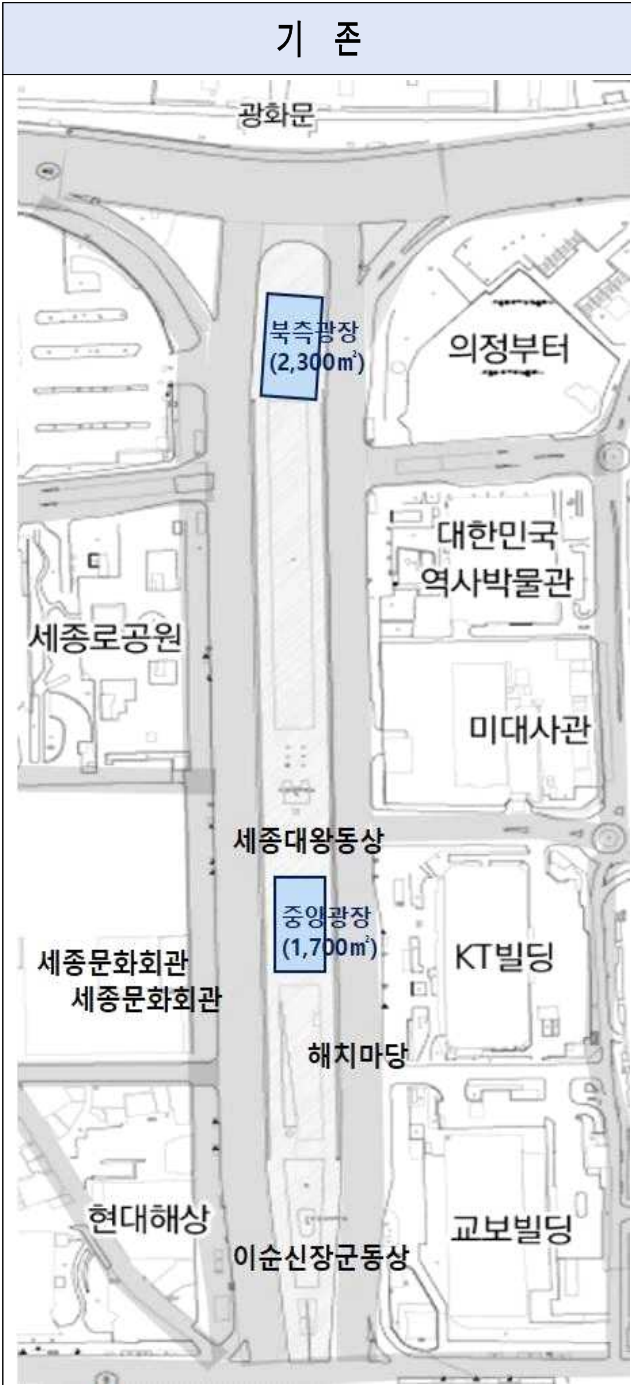 기 존
광화문
북측광장
(2,300㎡)
의정부터
대한민국
역사박물관
세종로공원
미대사관
세종대왕동상
중앙광장
(1,700㎡)
KT빌딩
세종문화회관
세종문화회관
해치마당
현대해상
교보빌딩
이순신장군동상